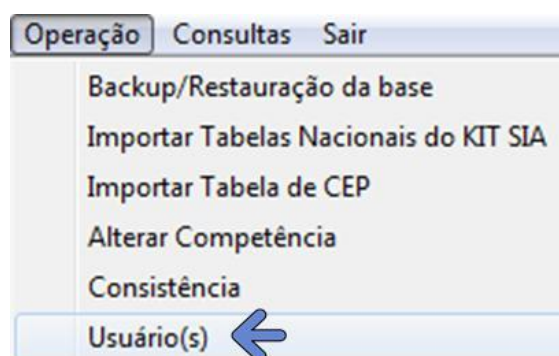 Operação Consultas Sair
Backup/Restauração da base
Importar Tabelas Nacionais do KIT SIA
Importar Tabela de CEP
Alterar Competência
Consistência
Usuário(s)